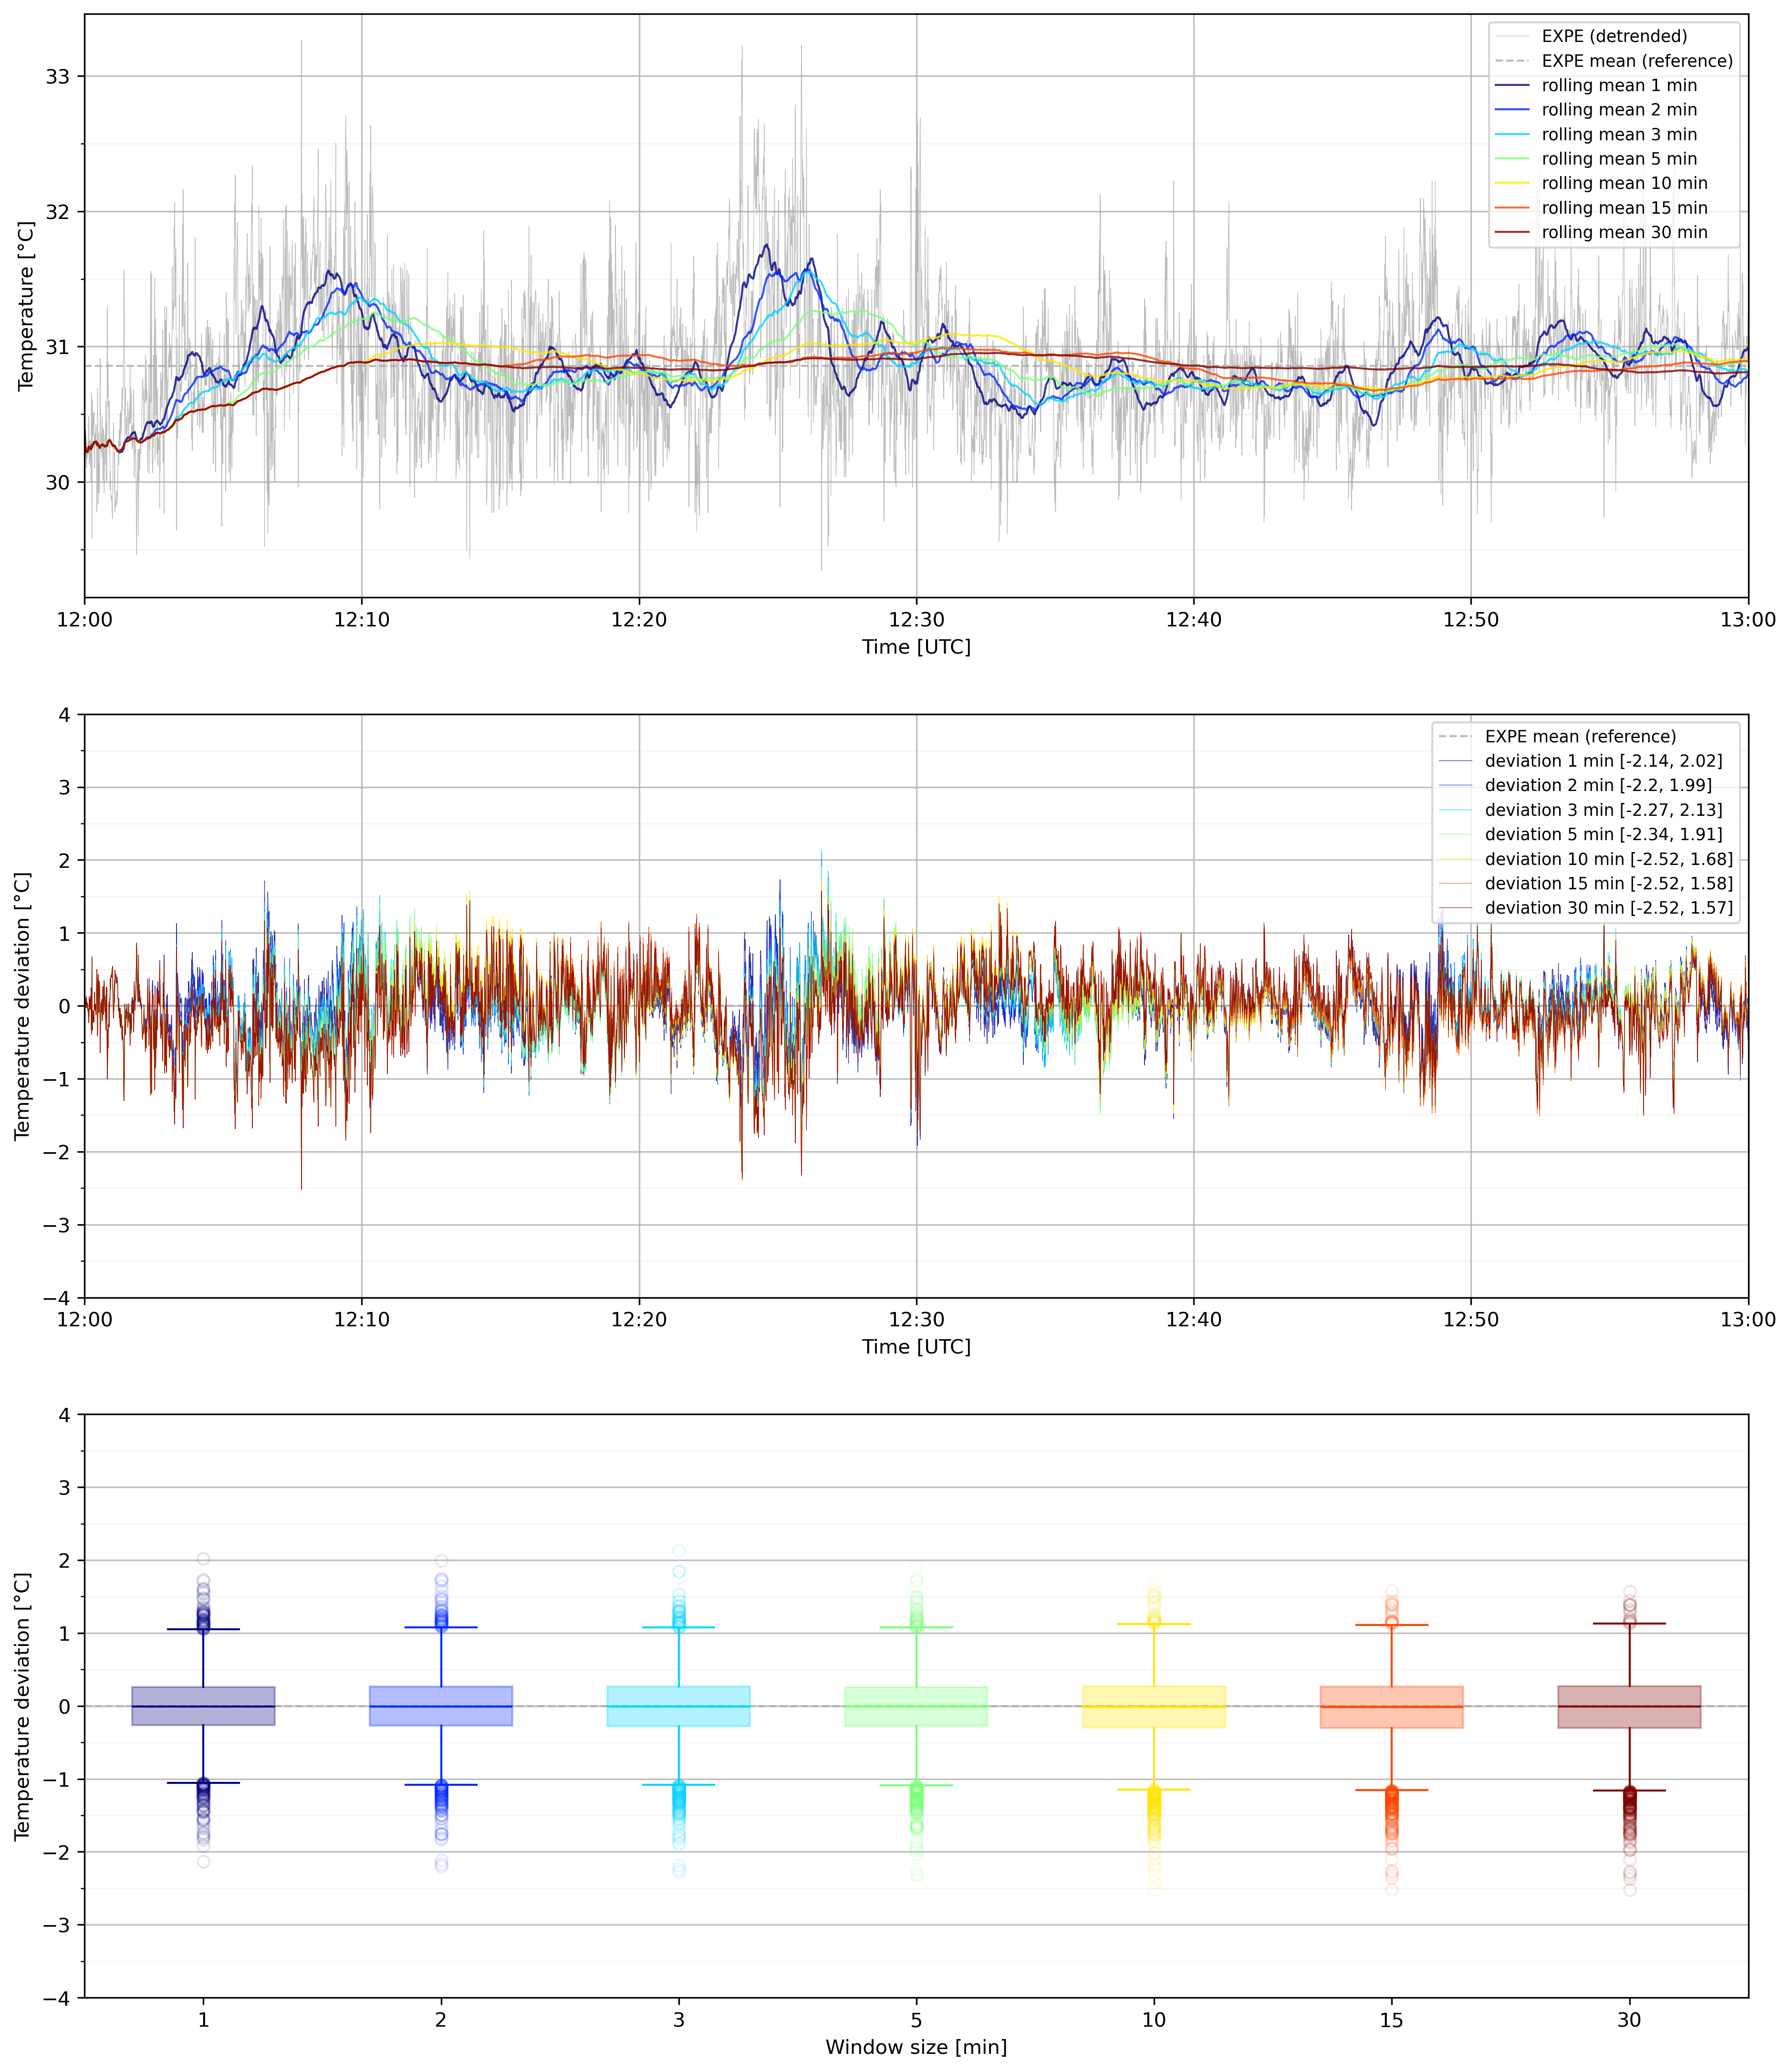 EXPE (detrended)
EXPE mean (reference)
rolling mean 1 min
rolling mean 2 min
rolling mean 3 min
rolling mean 5 min
rolling mean 10 min
rolling mean 15 min
rolling mean 30 min
Temperature [°C]
33
32
31
30
12:00 12:10 12:20 12:30 12:40 12:50 13:00
Time [UTC]
EXPE mean (reference)
deviation 1 min [-2.14, 2.02]
deviation 2 min [-2.2, 1.99]
deviation 3 min [-2.27, 2.13]
deviation 5 min [-2.34, 1.91]
deviation 10 min [-2.52, 1.68]
deviation 15 min [-2.52, 1.58]
deviation 30 min [-2.52, 1.57]
Temperature deviation [°C]
4
3
2
1
0
−1
−2
−3
−4
12:00 12:10 12:20 12:30 12:40 12:50 13:00
Time [UTC]
Temperature deviation [°C]
4
3
2
1
0
−1
−2
−3
−4
1 2 3 5 10 15 30
Window size [min]